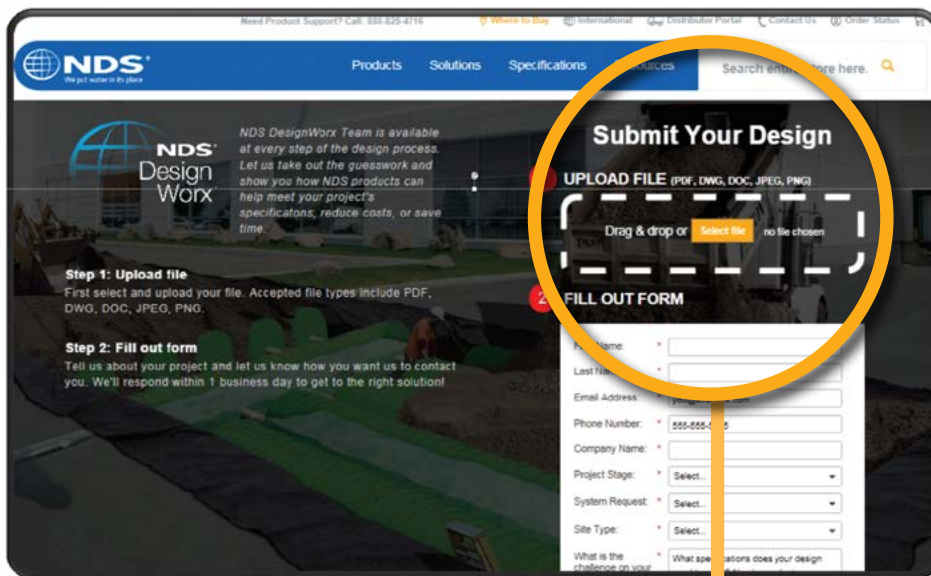 Need Product Support? Call: 888-825-4716
Where to Buy
International
Distributor Portal
Contact Us
Order Status
NDS
We put water in its place
Products
Solutions
Specifications
Search store here.
NDS
Design
Worx
NDS DesignWorx Team is available
at every step of the design process.
Let us take out the guesswork and
show you how NDS products can
help meet your project's
specificatons, reduce costs, or save
time.
Step 1: Upload file
First select and upload your file. Accepted file types include PDF,
DWG, DOC, JPEG, PNG.
Step 2: Fill out form
Tell us about your project and let us know how you want us to contact
you. We'll respond within 1 business day to get to the right solution!
Submit Your Design
UPLOAD FILE (PDF, DWG, DOC, JPEG, PNG)
Drag & drop or
Select file
no file chosen
2
FILL OUT FORM
Name: *
Last *
Email Address: *
Phone Number: *
Company Name: *
Project Stage: * Select...
System Request: * Select...
Site Type: * Select...
What is the * What does your design
challenge on your